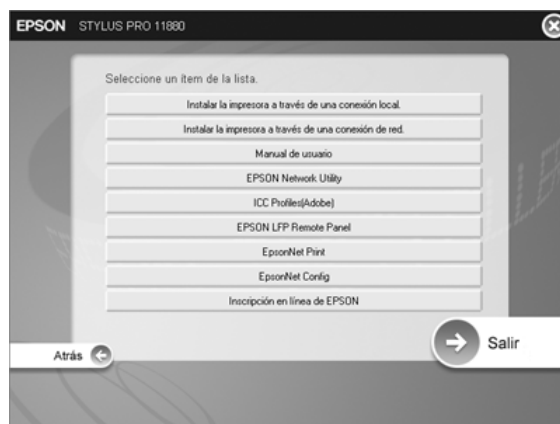 EPSON STYLUS PRO 11880
Seleccione un ítem de la lista.
Instalar la impresora a través de una conexión local.
Instalar la impresora a través de una conexión de red.
Manual de usuario
EPSON Network Utility
ICC Profiles(Adobe)
EPSON LFP Remote Panel
EpsonNet Print
EpsonNet Config
Inscripción en línea de EPSON
Atrás
Salir